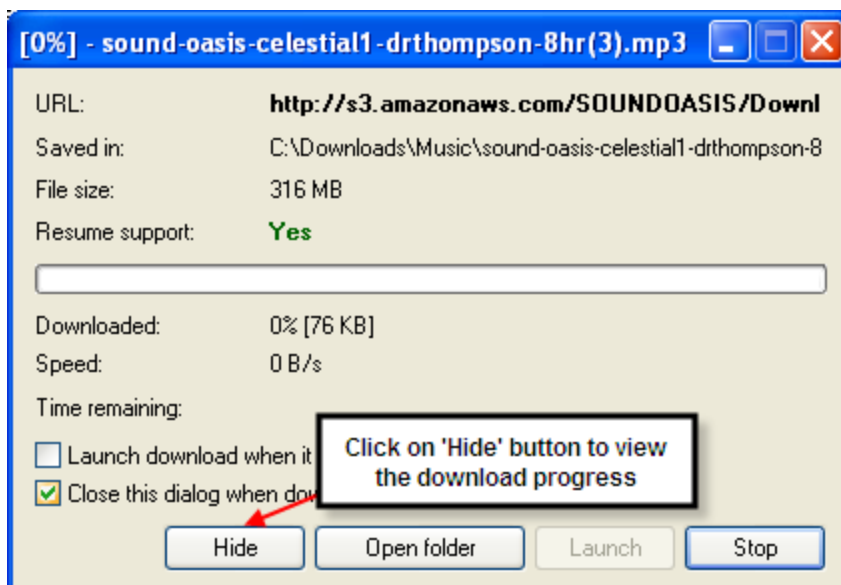 [0%] - sound-oasis-celestial1-drthompson-8hr(3).mp3
URL: http://s3.amazonaws.com/SOUNDOASIS/Downl
Saved in: C:\Downloads\Music\sound-oasis-celestial1-drthompson-8
File size: 316 MB
Resume support: Yes
Downloaded: 0% [76 KB]
Speed: 0 B/s
Time remaining:
Click on 'Hide' button to view
the download progress
Launch download when it
Close this dialog when
Hide Open folder Launch Stop